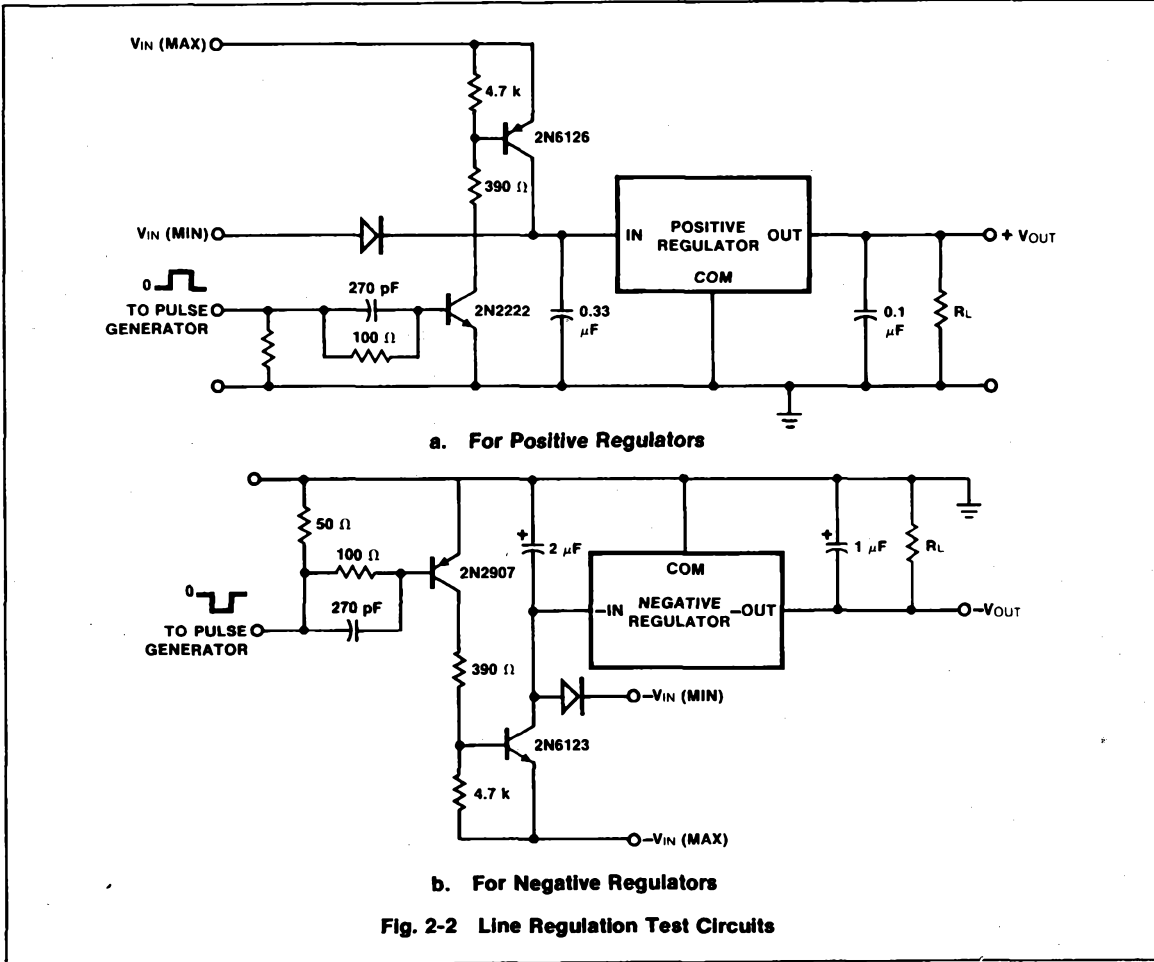 VIN (MAX)
4.7 k
2N6126
390 Ω
VIN (MIN)
IN
POSITIVE
REGULATOR
OUT
COM
+ VOUT
0
TO PULSE
GENERATOR
270 pF
100 Ω
2N2222
0.33
μF
0.1
μF
RL
a. For Positive Regulators
50 Ω
100 Ω
2N2907
270 pF
0
TO PULSE
GENERATOR
+
2 μF
COM
–IN
NEGATIVE
REGULATOR
–OUT
+
1 μF
RL
–VOUT
390 Ω
–VIN (MIN)
2N6123
4.7 k
–VIN (MAX)
b. For Negative Regulators
Fig. 2-2 Line Regulation Test Circuits